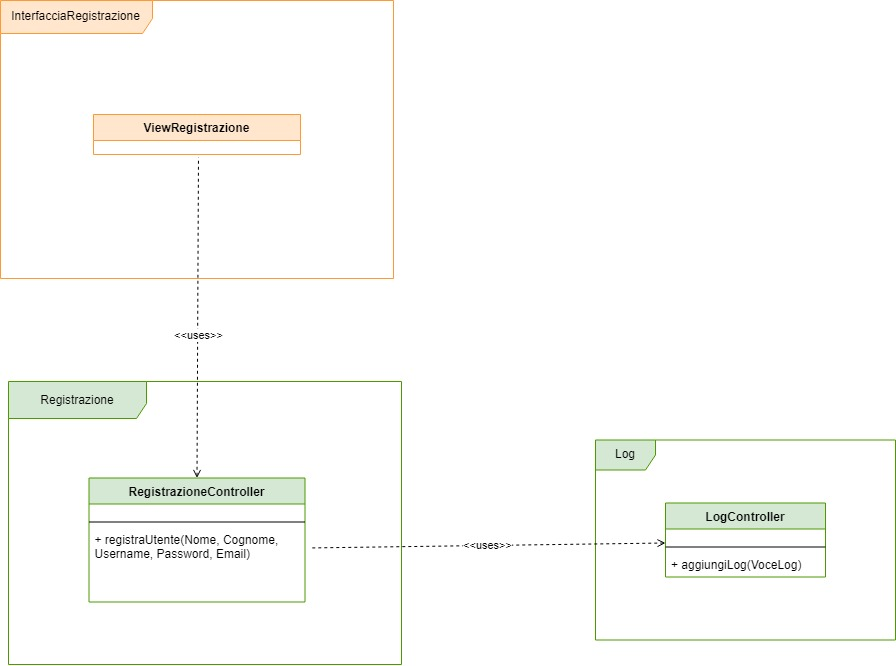 InterfacciaRegistrazione
ViewRegistrazione
<<uses>>
Registrazione
RegistrazioneController
+ registraUtente(Nome, Cognome,
Username, Password, Email)
<<uses>>
Log
LogController
+ aggiungiLog(VoceLog)